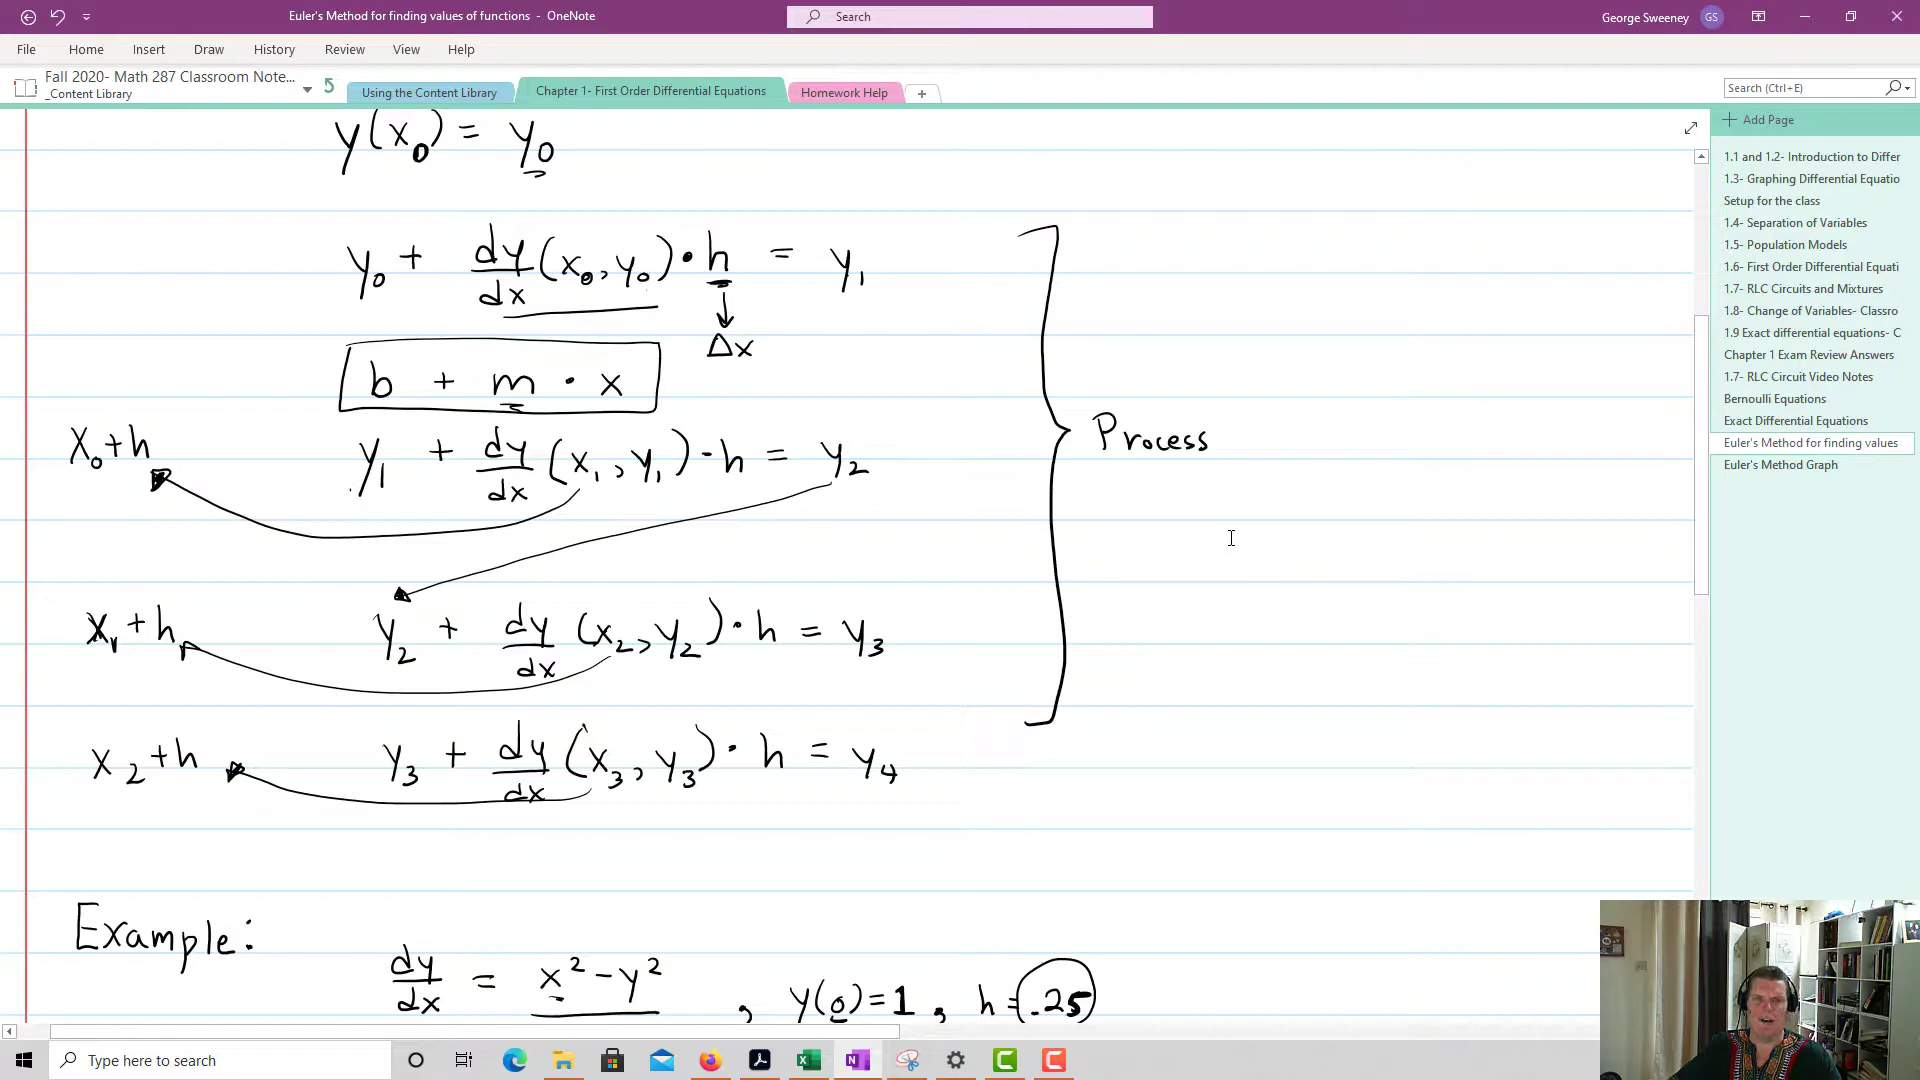 Euler's Method for finding values of functions - OneNote
Search
George Sweeney GS
File Home Insert Draw History Review View Help
Fall 2020- Math 287 Classroom Note...
_Content Library
Using the Content Library
Chapter 1- First Order Differential Equations
Homework Help
+
Search (Ctrl+E)
Add Page
1.1 and 1.2- Introduction to Differ
1.3- Graphing Differential Equatio
Setup for the class
1.4- Separation of Variables
1.5- Population Models
1.6- First Order Differential Equati
1.7- RLC Circuits and Mixtures
1.8- Change of Variables- Classro
1.9 Exact differential equations- C
Chapter 1 Exam Review Answers
1.7- RLC Circuit Video Notes
Bernoulli Equations
Exact Differential Equations
Euler's Method for finding values
Euler's Method Graph
y(x₀) = y₀
y₀ + dy/dx (x₀, y₀) · h = y₁
Δx
b + m · x
x₀+h
y₁ + dy/dx (x₁, y₁) · h = y₂
Process
x₁+h
y₂ + dy/dx (x₂, y₂) · h = y₃
x₂+h
y₃ + dy/dx (x₃, y₃) · h = y₄
Example:
dy/dx = x² - y² , y(0)=1, h=.25
Type here to search